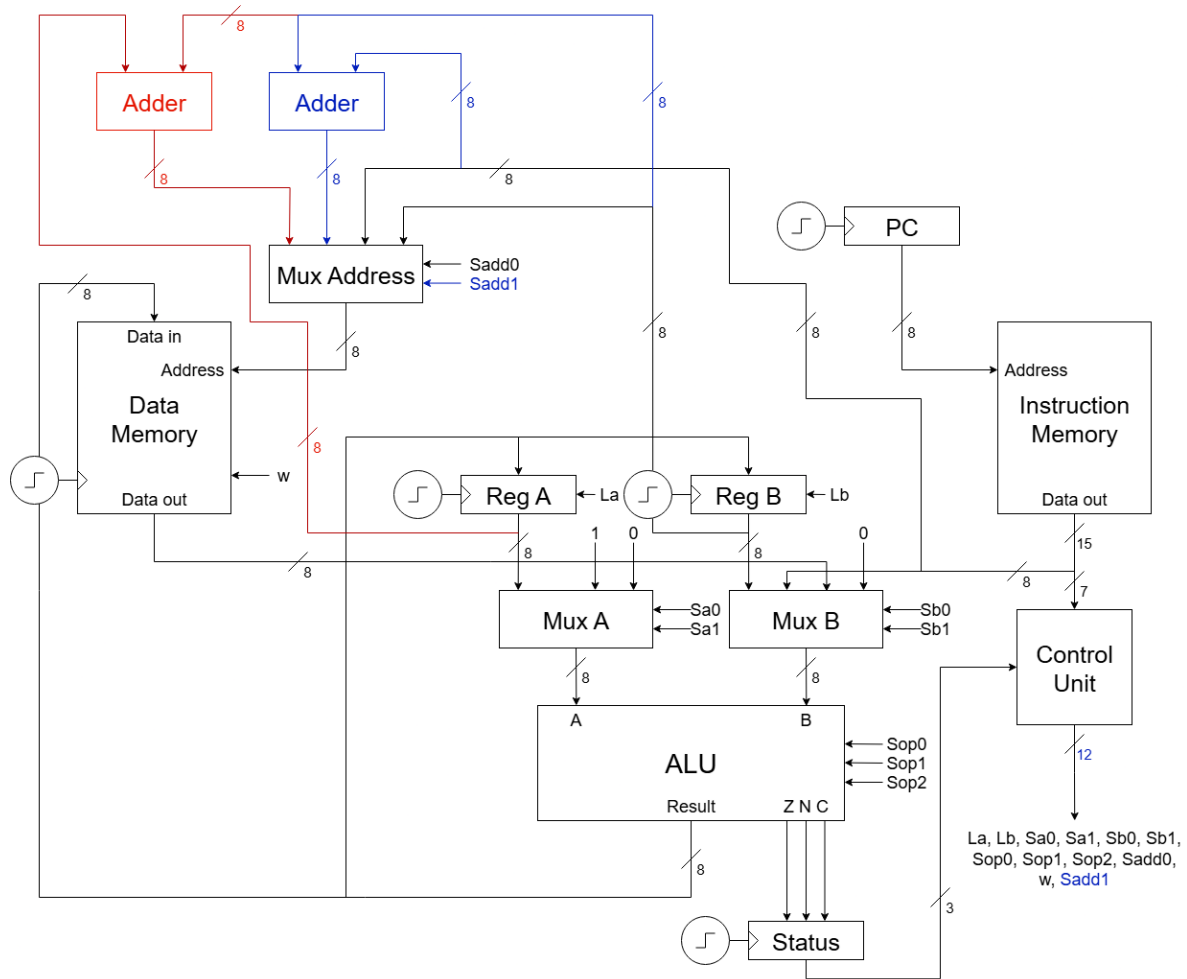 8
8
8
Adder
Adder
8
8
8
Sadd0
Sadd1
Mux Address
PC
8
Data in
Address
Data
Memory
w
Data out
8
8
8
8
8
Address
Instruction
Memory
Data out
Reg A
La
Reg B
Lb
15
8
1
0
8
8
0
8
7
Mux A
Sa0
Sa1
Mux B
Sb0
Sb1
Control
Unit
8
8
12
A
B
ALU
Sop0
Sop1
Sop2
Result
Z N C
La, Lb, Sa0, Sa1, Sb0, Sb1,
Sop0, Sop1, Sop2, Sadd0,
w, Sadd1
8
3
Status